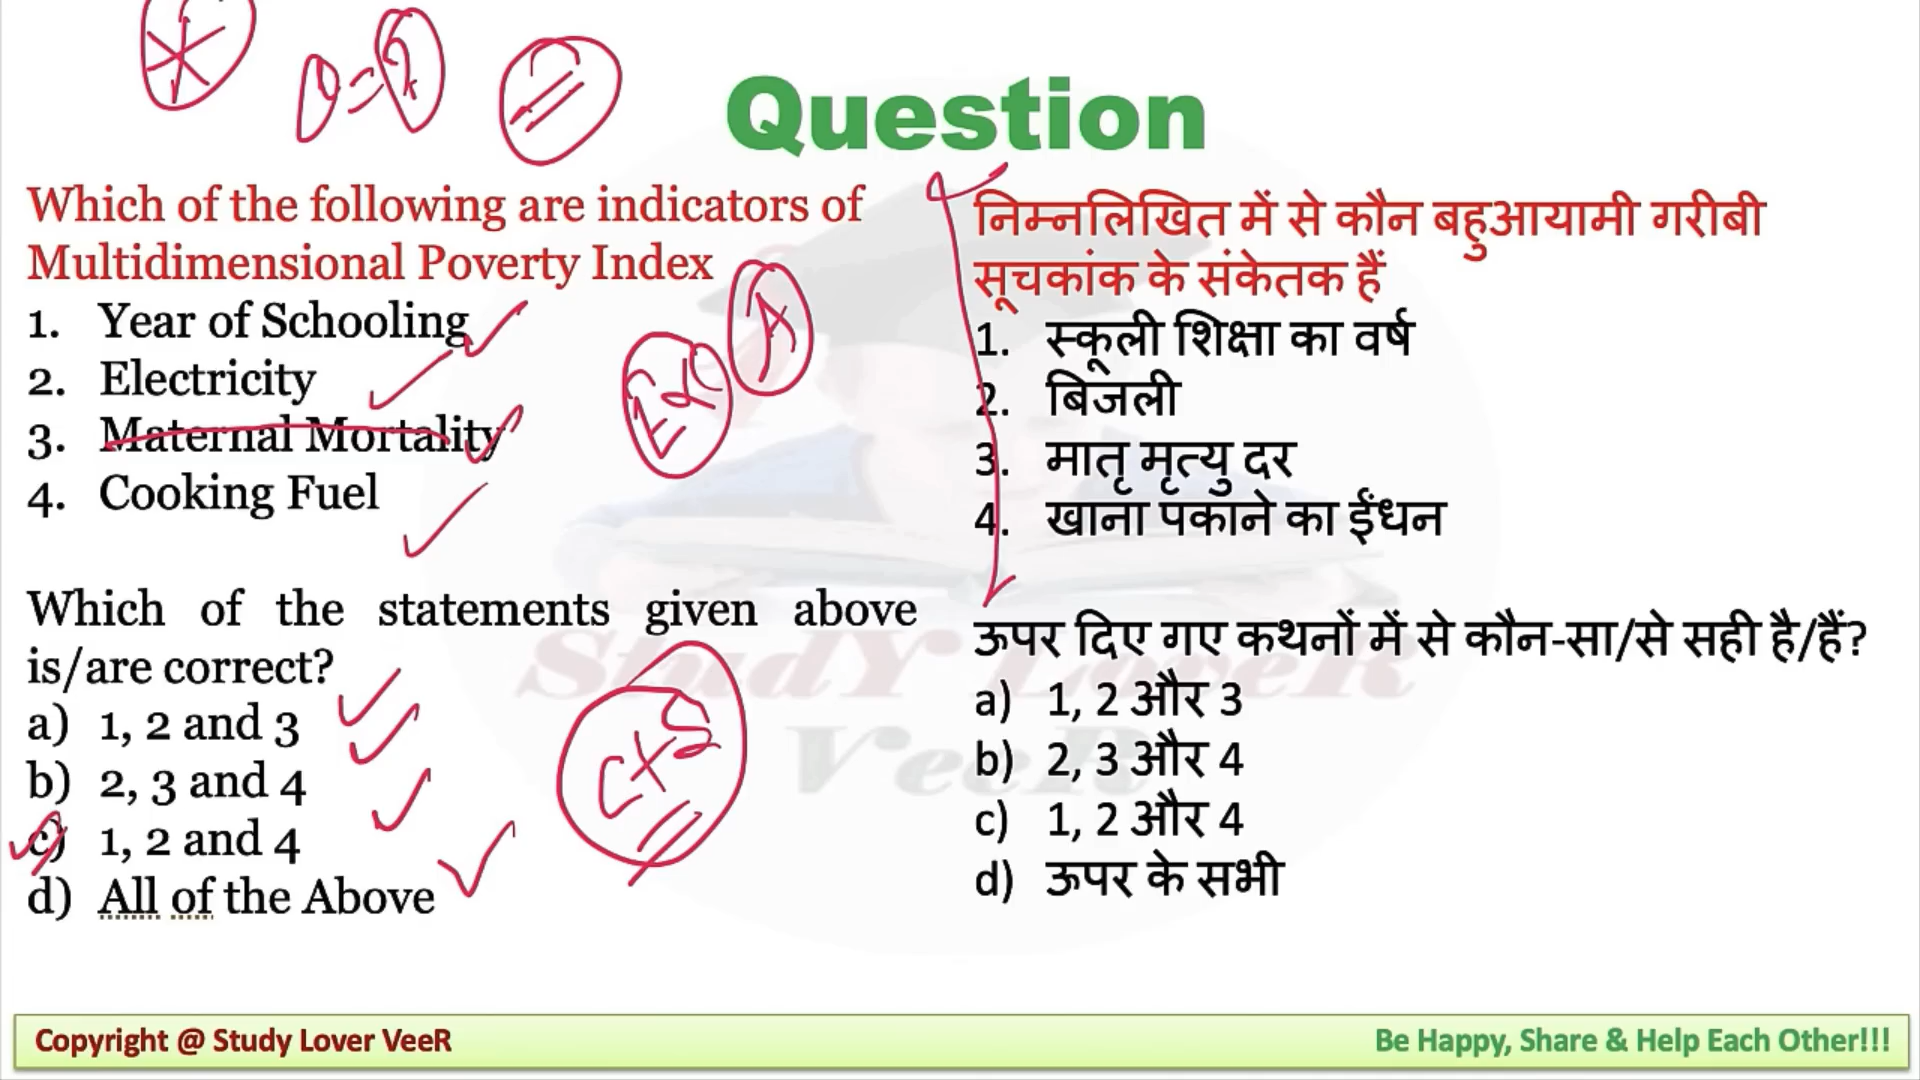 Question
Which of the following are indicators of
Multidimensional Poverty Index
1. Year of Schooling
2. Electricity
3. Maternal Mortality
4. Cooking Fuel
Which of the statements given above
is/are correct?
a) 1, 2 and 3
b) 2, 3 and 4
c) 1, 2 and 4
d) All of the Above
निम्नलिखित में से कौन बहुआयामी गरीबी
सूचकांक के संकेतक हैं
1. स्कूली शिक्षा का वर्ष
2. बिजली
3. मातृ मृत्यु दर
4. खाना पकाने का ईंधन
ऊपर दिए गए कथनों में से कौन-सा/से सही है/हैं?
a) 1, 2 और 3
b) 2, 3 और 4
c) 1, 2 और 4
d) ऊपर के सभी
StudY LoveR
VeeR
Copyright @ Study Lover VeeR
Be Happy, Share & Help Each Other!!!